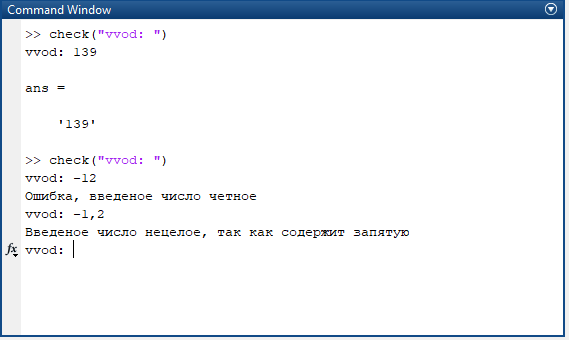 Command Window
>> check("vvod: ")
vvod: 139
ans =
'139'
>> check("vvod: ")
vvod: -12
Ошибка, введеное число четное
vvod: -1,2
Введеное число нецелое, так как содержит запятую
fx vvod: